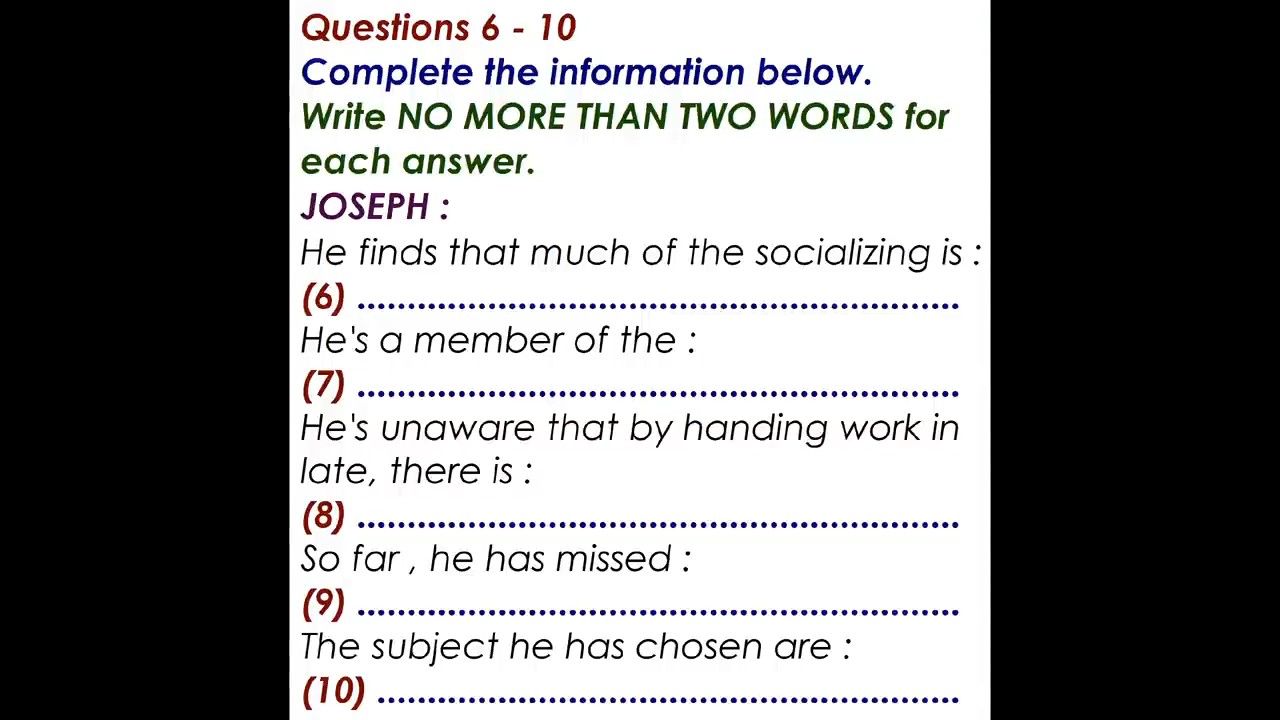 Questions 6 - 10
Complete the information below.
Write NO MORE THAN TWO WORDS for
each answer.
JOSEPH :
He finds that much of the socializing is :
(6) ............................................................
He's a member of the :
(7) ............................................................
He's unaware that by handing work in
late, there is :
(8) ............................................................
So far , he has missed :
(9) ............................................................
The subject he has chosen are :
(10) ..........................................................